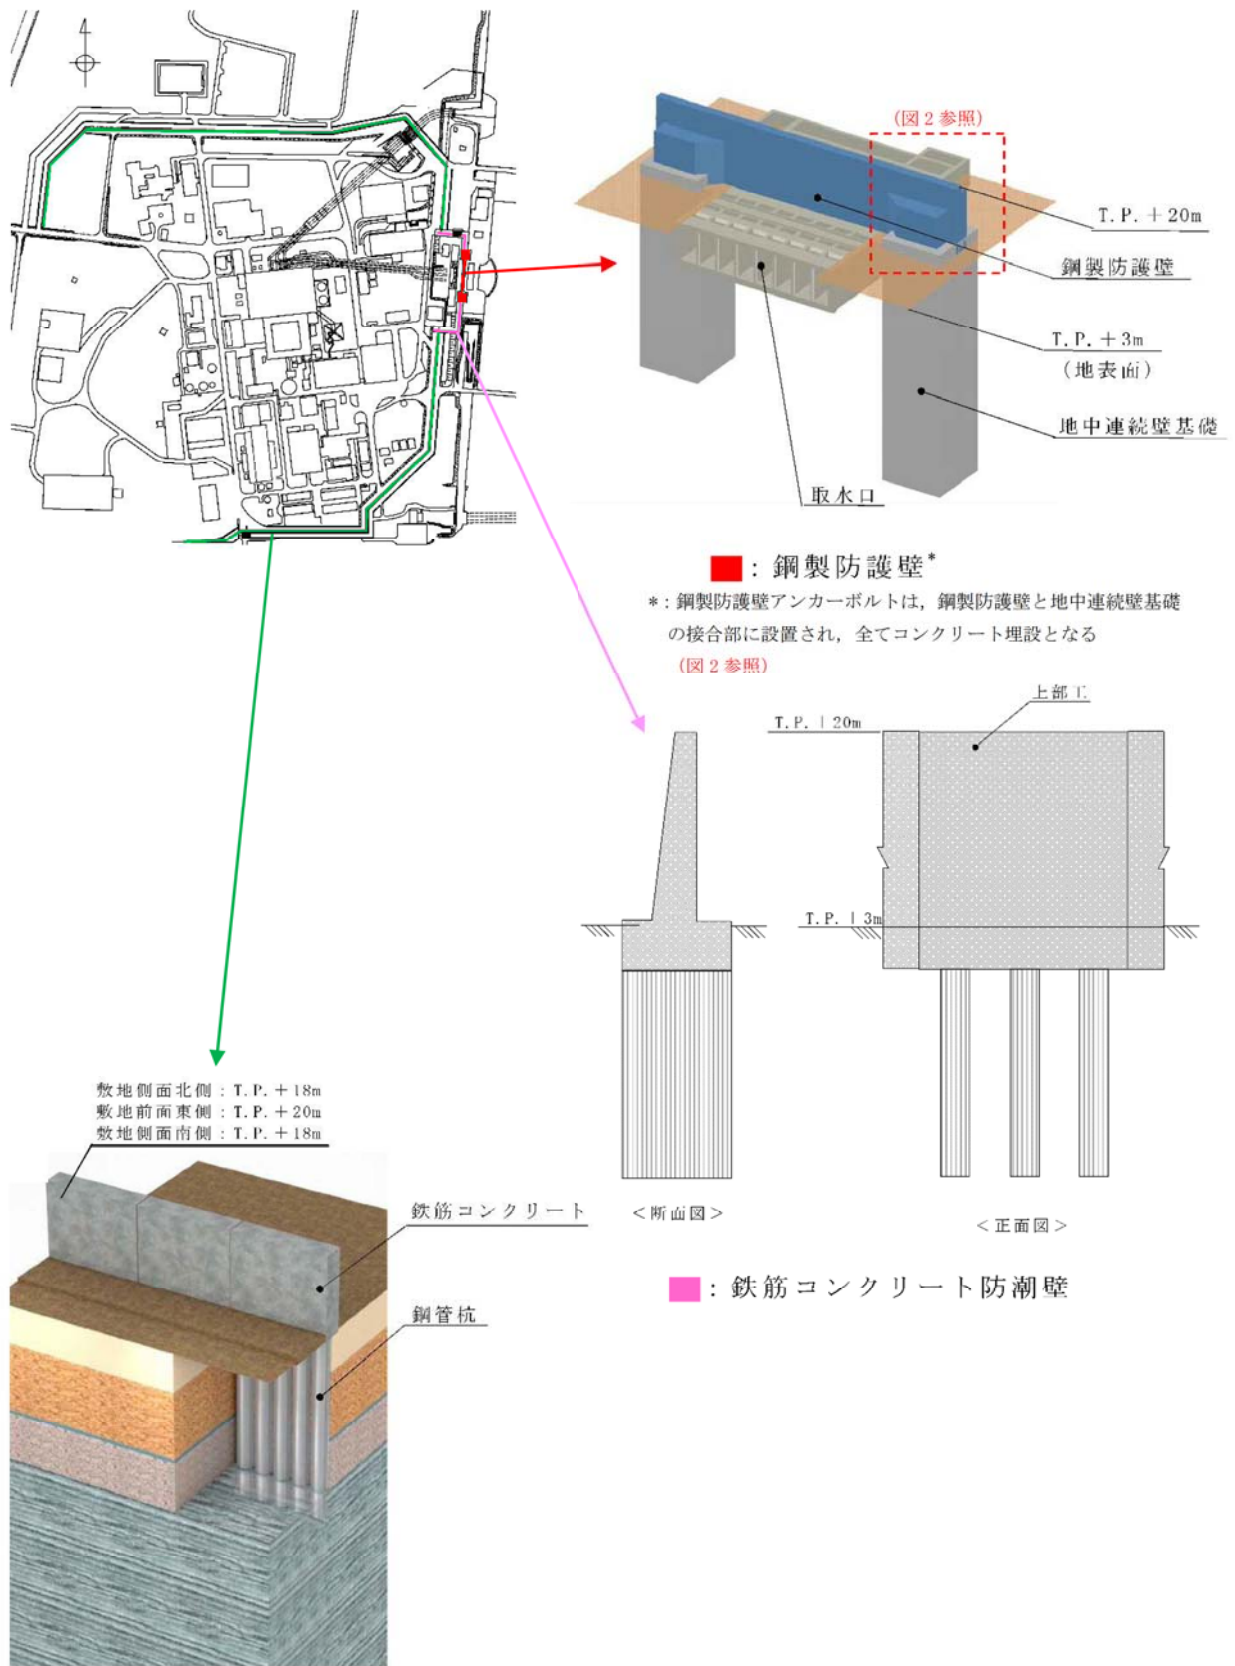 4
(図2参照)
T.P.+20m
鋼製防護壁
T.P.+3m
(地表面)
地中連続壁基礎
取水口
:鋼製防護壁*
*:鋼製防護壁アンカーボルトは,鋼製防護壁と地中連続壁基礎
の接合部に設置され,全てコンクリート埋設となる
(図2参照)
上部工
T.P.|20m
T.P.|3m
<断面図>
<正面図>
:鉄筋コンクリート防潮壁
敷地側面北側:T.P.+18m
敷地前面東側:T.P.+20m
敷地側面南側:T.P.+18m
鉄筋コンクリート
鋼管杭